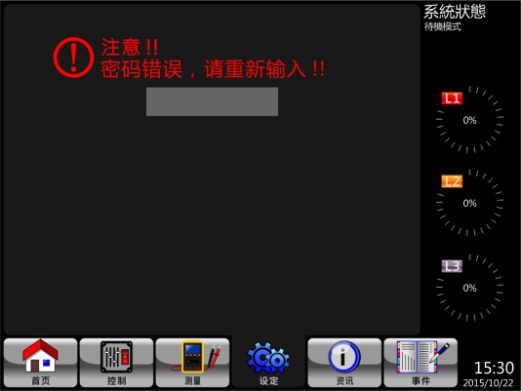 注意!!
密码错误，请重新输入!!
系統狀態
待機模式
L1
0%
L2
0%
L3
0%
首页
控制
测量
设定
资讯
事件
15:30
2015/10/22